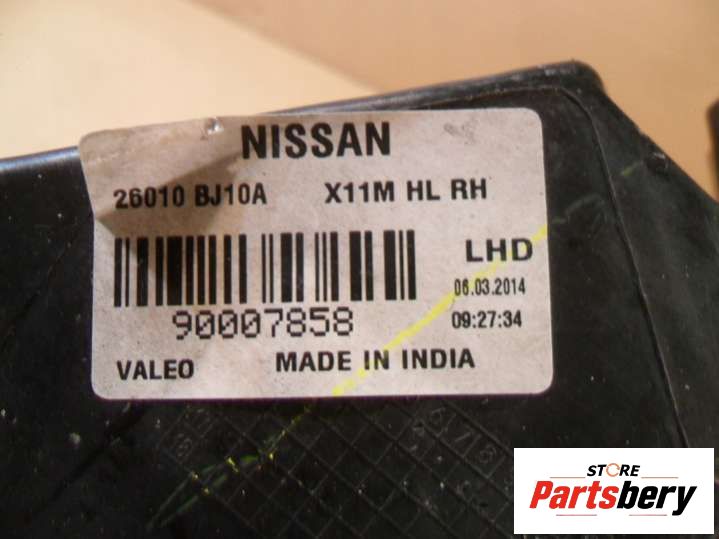 NISSAN
26010 BJ10A X11M HL RH
LHD
06.03.2014
90007858 09:27:34
VALEO MADE IN INDIA
STORE
Partsbery